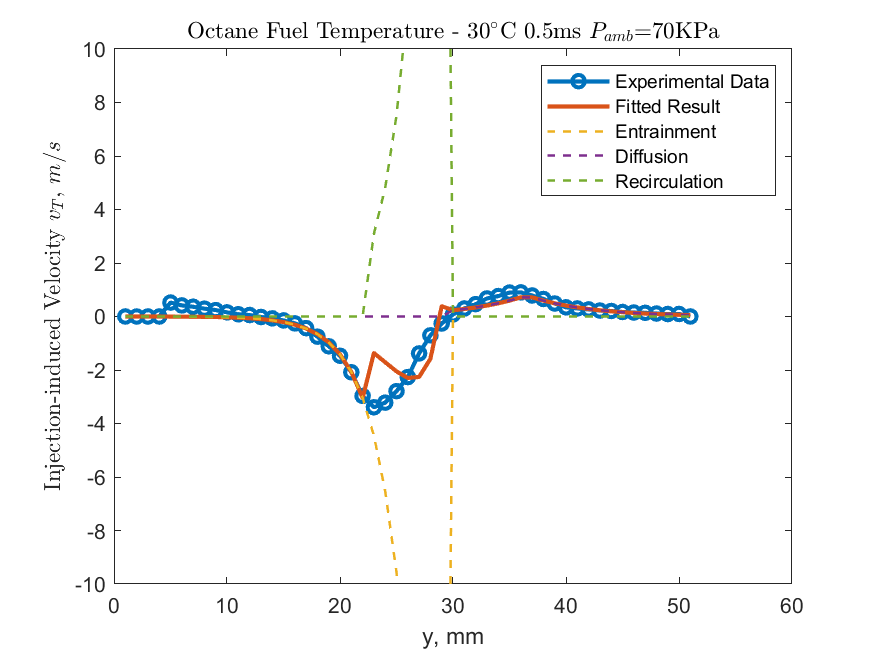 Octane Fuel Temperature - 30°C 0.5ms P_amb=70KPa
Injection-induced Velocity v_T, m/s
10
8
6
4
2
0
-2
-4
-6
-8
-10
Experimental Data
Fitted Result
Entrainment
Diffusion
Recirculation
0 10 20 30 40 50 60
y, mm